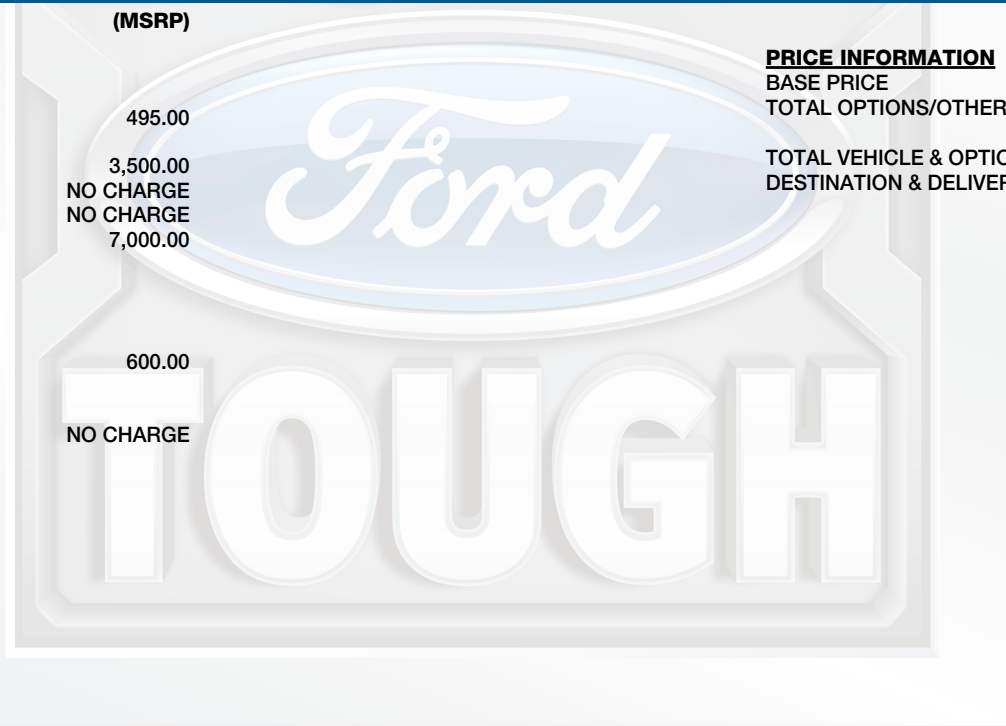 (MSRP)
495.00
3,500.00
NO CHARGE
NO CHARGE
7,000.00
600.00
NO CHARGE
PRICE INFORMATION
BASE PRICE
TOTAL OPTIONS/OTHER
TOTAL VEHICLE & OPTIO
DESTINATION & DELIVER
Ford
TOUGH